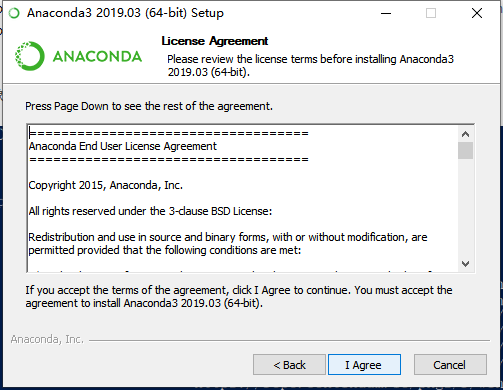 Anaconda3 2019.03 (64-bit) Setup
ANACONDA
License Agreement
Please review the license terms before installing Anaconda3
2019.03 (64-bit).
Press Page Down to see the rest of the agreement.
====================================
Anaconda End User License Agreement
====================================
Copyright 2015, Anaconda, Inc.
All rights reserved under the 3-clause BSD License:
Redistribution and use in source and binary forms, with or without modification, are
permitted provided that the following conditions are met:
If you accept the terms of the agreement, click I Agree to continue. You must accept the
agreement to install Anaconda3 2019.03 (64-bit).
Anaconda, Inc.
< Back
I Agree
Cancel